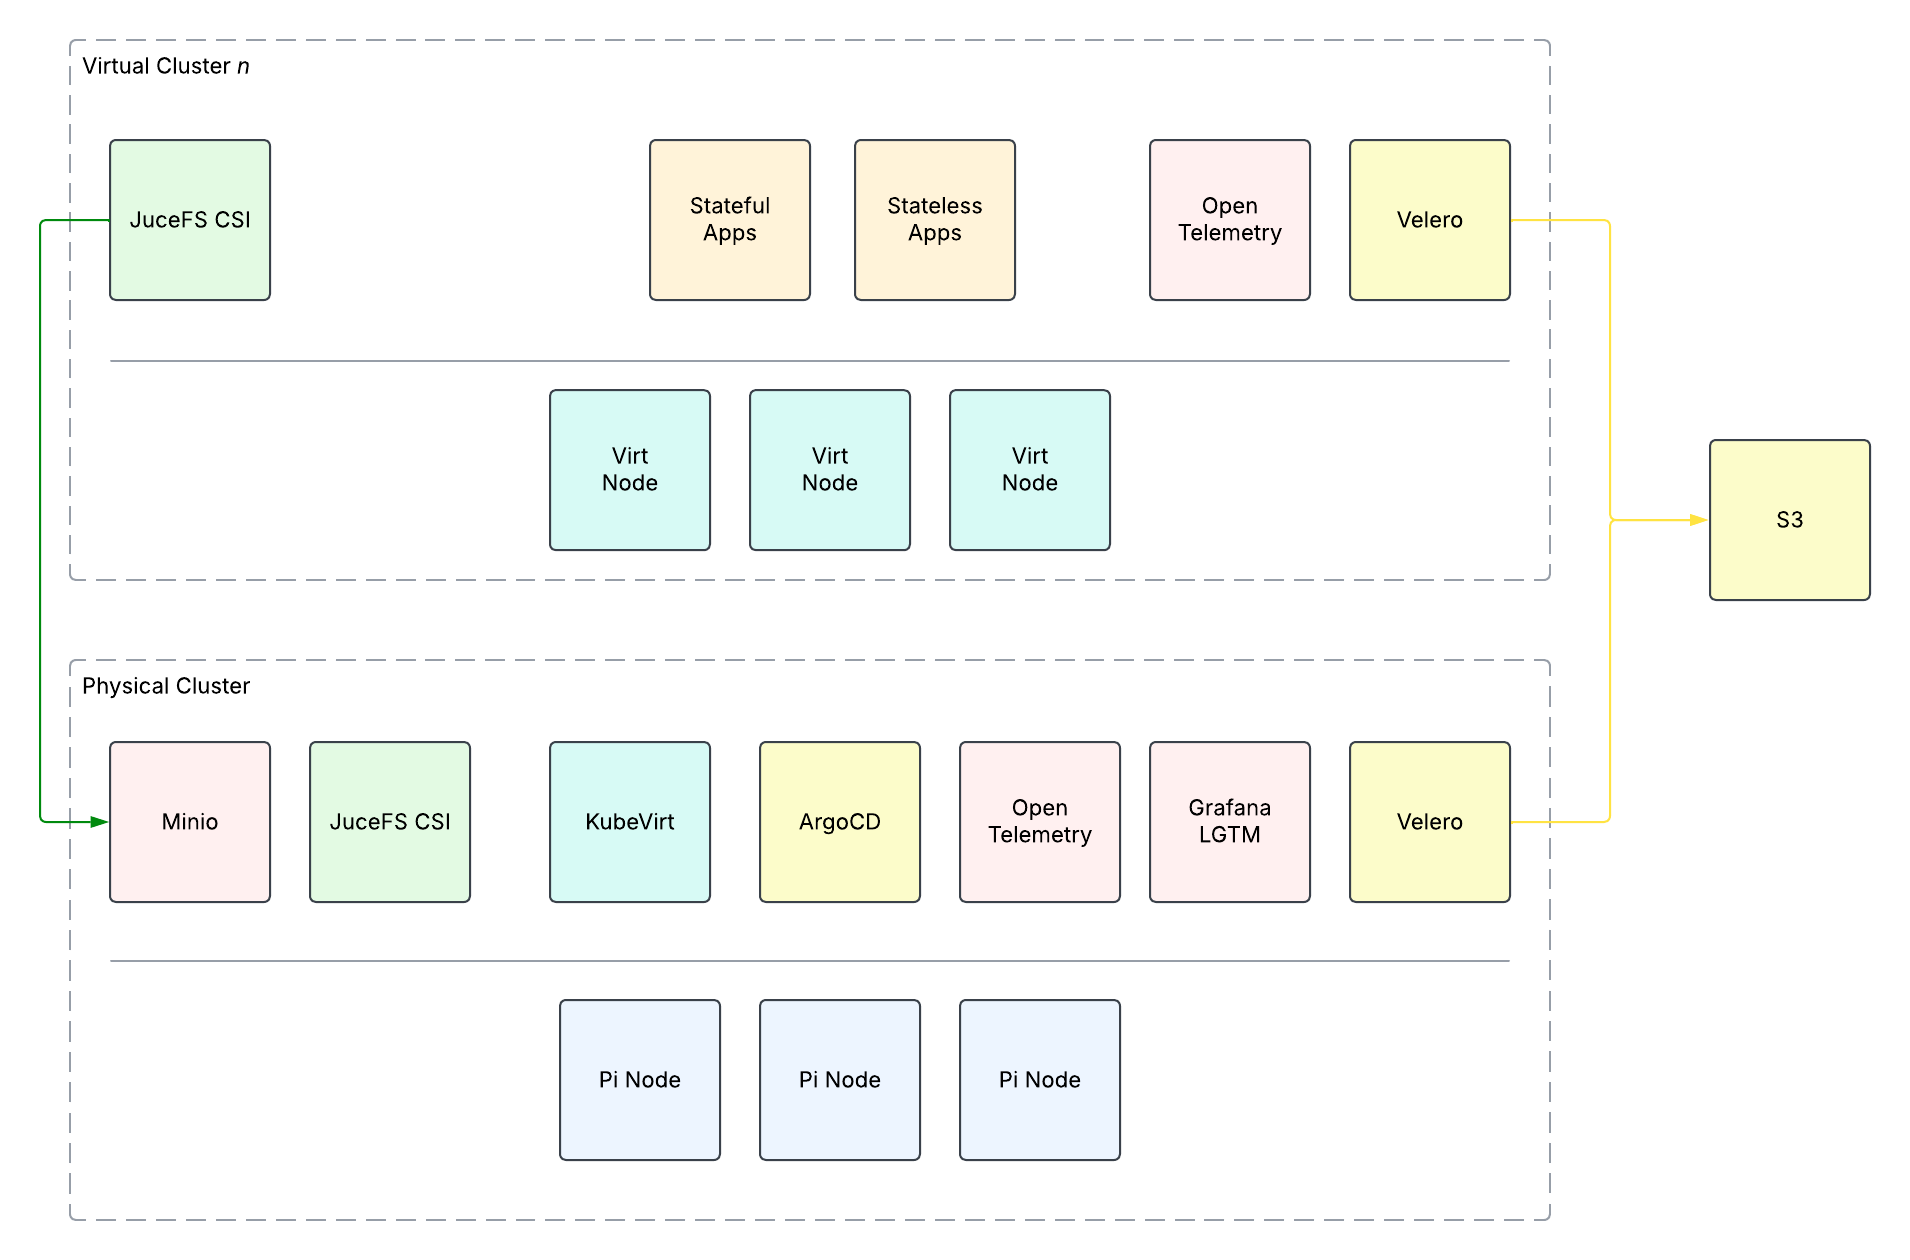 Virtual Cluster n
JuceFS CSI
Stateful
Apps
Stateless
Apps
Open
Telemetry
Velero
Virt
Node
Virt
Node
Virt
Node
S3
Physical Cluster
Minio
JuceFS CSI
KubeVirt
ArgoCD
Open
Telemetry
Grafana
LGTM
Velero
Pi Node
Pi Node
Pi Node